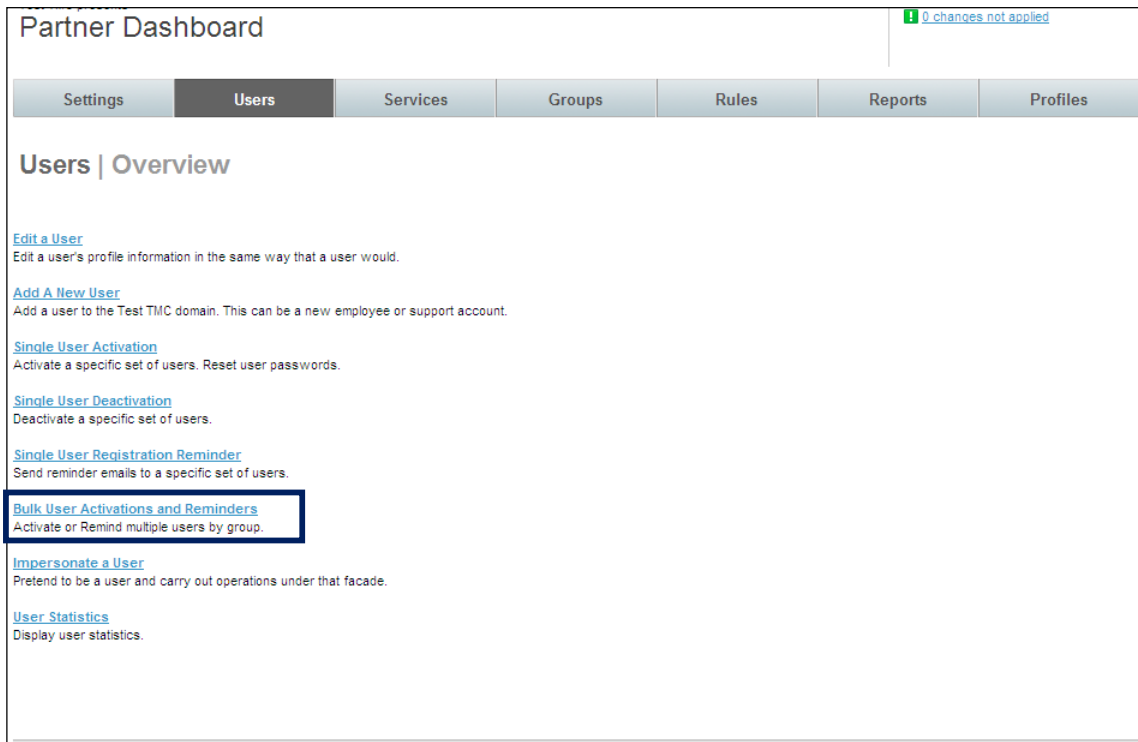 Partner Dashboard
! 0 changes not applied
Settings Users Services Groups Rules Reports Profiles
Users | Overview
Edit a User
Edit a user's profile information in the same way that a user would.
Add A New User
Add a user to the Test TMC domain. This can be a new employee or support account.
Single User Activation
Activate a specific set of users. Reset user passwords.
Single User Deactivation
Deactivate a specific set of users.
Single User Registration Reminder
Send reminder emails to a specific set of users.
Bulk User Activations and Reminders
Activate or Remind multiple users by group.
Impersonate a User
Pretend to be a user and carry out operations under that facade.
User Statistics
Display user statistics.